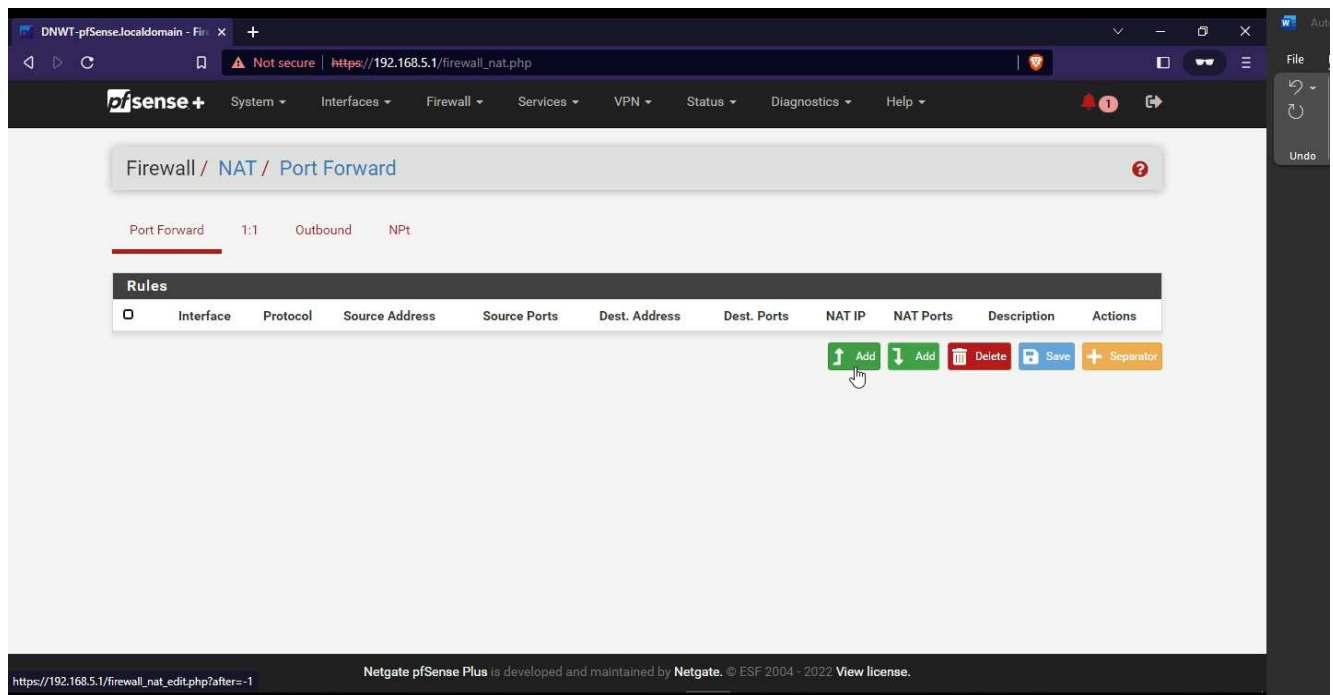 DNWT-pfSense.localdomain - Fir
Not secure | https://192.168.5.1/firewall_nat.php
pfsense + System Interfaces Firewall Services VPN Status Diagnostics Help 1
Firewall / NAT / Port Forward
Port Forward 1:1 Outbound NPt
Rules
Interface Protocol Source Address Source Ports Dest. Address Dest. Ports NAT IP NAT Ports Description Actions
Add Add Delete Save Separator
Netgate pfSense Plus is developed and maintained by Netgate. © ESF 2004 - 2022 View license.
https://192.168.5.1/firewall_nat_edit.php?after=-1
W Aut
File
Undo